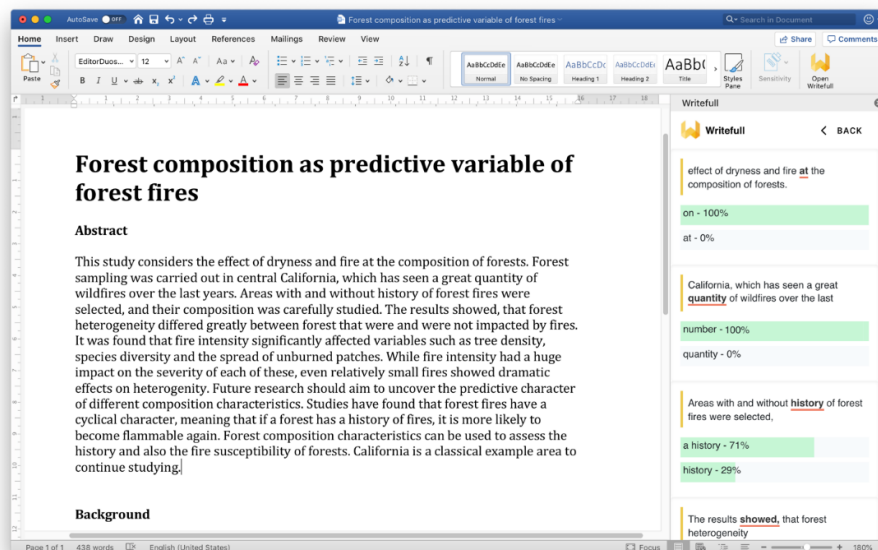 AutoSave OFF
Forest composition as predictive variable of forest fires
Search in Document
Home Insert Draw Design Layout References Mailings Review View
Share Comments
Paste
EditorDuos... 12
Aa
B I U ab x₂ x²
AaBbCcDdEe AaBbCcDdEe AaBbCcDc AaBbCcDdEe AaBb(
Normal No Spacing Heading 1 Heading 2 Title
Styles Pane
Sensitivity
Open Writefull
Writefull
Writefull
BACK
Forest composition as predictive variable of
forest fires
Abstract
This study considers the effect of dryness and fire at the composition of forests. Forest
sampling was carried out in central California, which has seen a great quantity of
wildfires over the last years. Areas with and without history of forest fires were
selected, and their composition was carefully studied. The results showed, that forest
heterogeneity differed greatly between forest that were and were not impacted by fires.
It was found that fire intensity significantly affected variables such as tree density,
species diversity and the spread of unburned patches. While fire intensity had a huge
impact on the severity of each of these, even relatively small fires showed dramatic
effects on heterogenity. Future research should aim to uncover the predictive character
of different composition characteristics. Studies have found that forest fires have a
cyclical character, meaning that if a forest has a history of fires, it is more likely to
become flammable again. Forest composition characteristics can be used to assess the
history and also the fire susceptibility of forests. California is a classical example area to
continue studying.
Background
effect of dryness and fire at the
composition of forests.
on - 100%
at - 0%
California, which has seen a great
quantity of wildfires over the last
number - 100%
quantity - 0%
Areas with and without history of forest
fires were selected,
a history - 71%
history - 29%
The results showed, that forest
heterogeneity
Page 1 of 1 438 words English (United States)
Focus
180%